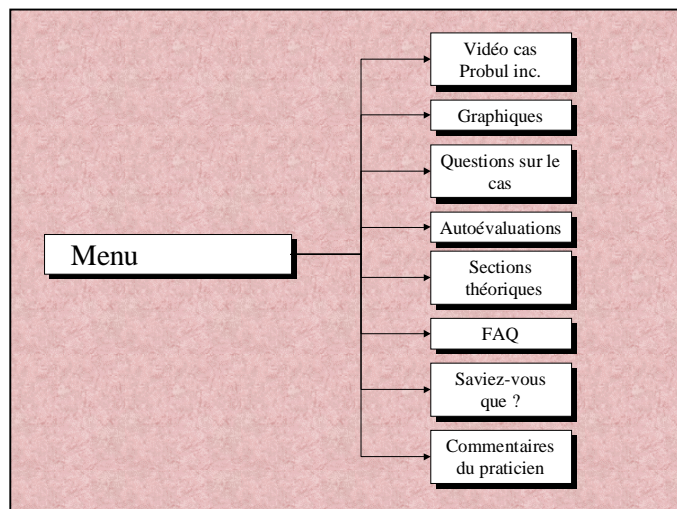 Vidéo cas
Probul inc.
Graphiques
Questions sur le
cas
Autoévaluations
Menu
Sections
théoriques
FAQ
Saviez-vous
que ?
Commentaires
du praticien